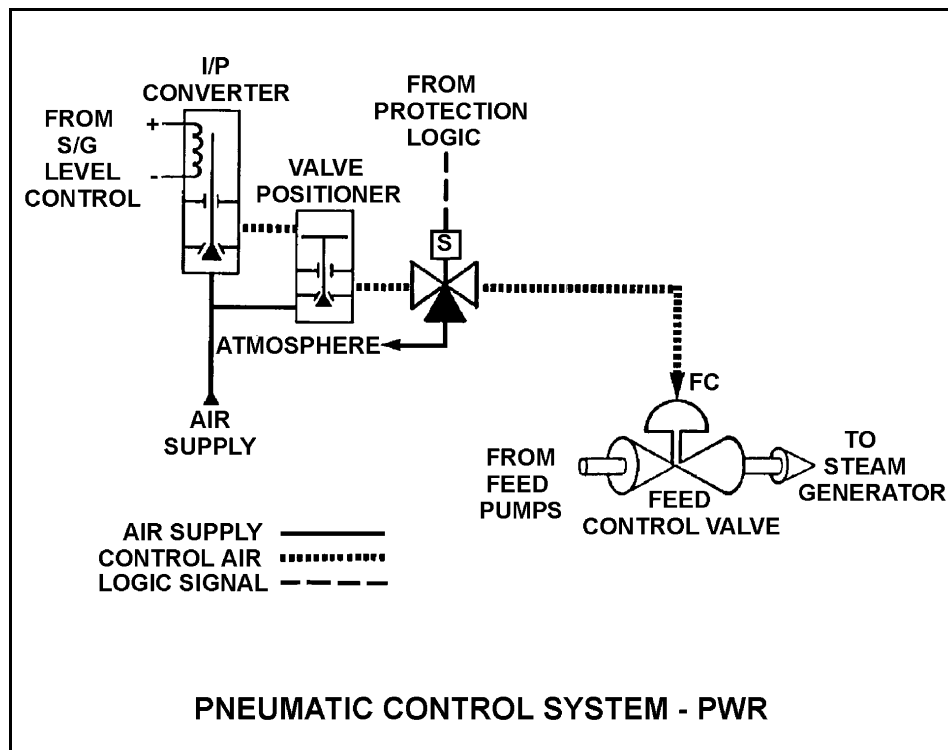 I/P
CONVERTER
FROM
S/G
LEVEL
CONTROL
+
-
VALVE
POSITIONER
FROM
PROTECTION
LOGIC
S
ATMOSPHERE
AIR
SUPPLY
FC
FROM
FEED
PUMPS
FEED
CONTROL VALVE
TO
STEAM
GENERATOR
AIR SUPPLY
CONTROL AIR
LOGIC SIGNAL
PNEUMATIC CONTROL SYSTEM - PWR